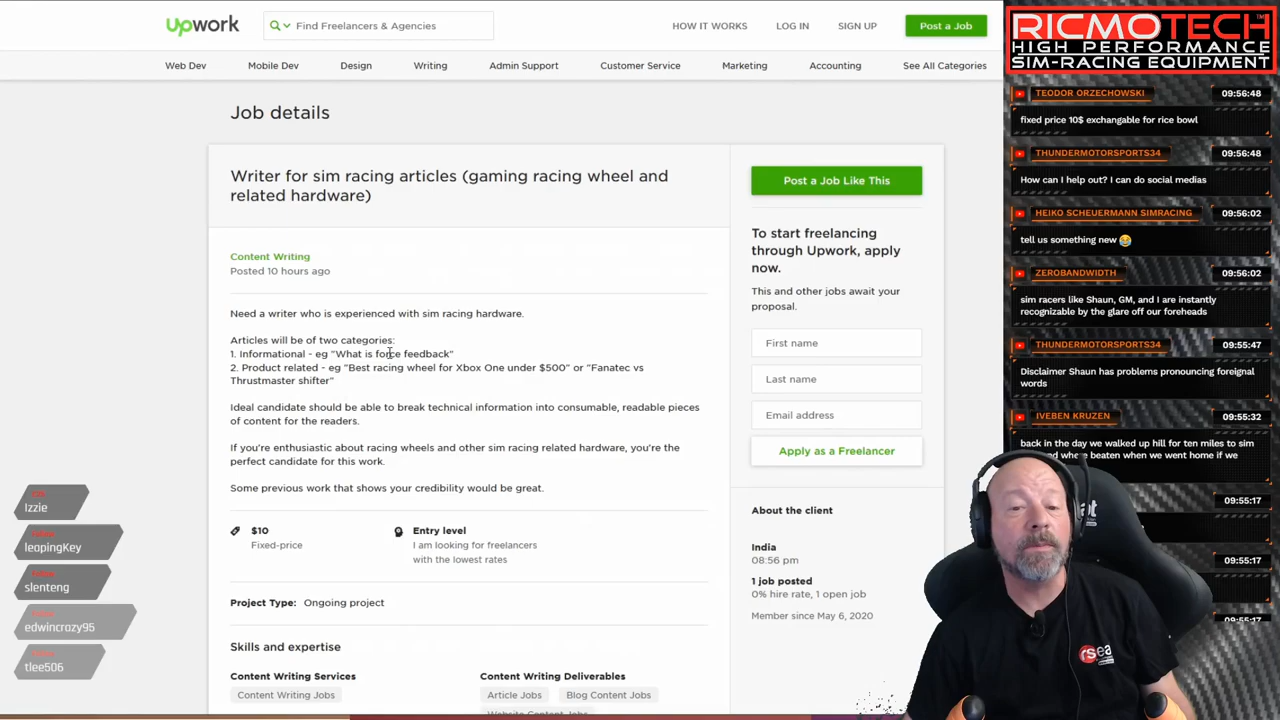 upwork
Find Freelancers & Agencies
HOW IT WORKS
LOG IN
SIGN UP
Post a Job
Web Dev
Mobile Dev
Design
Writing
Admin Support
Customer Service
Marketing
Accounting
See All Categories
Job details
Writer for sim racing articles (gaming racing wheel and
related hardware)
Content Writing
Posted 10 hours ago
Need a writer who is experienced with sim racing hardware.
Articles will be of two categories:
1. Informational - eg "What is force feedback"
2. Product related - eg "Best racing wheel for Xbox One under $500" or "Fanatec vs
Thrustmaster shifter"
Ideal candidate should be able to break technical information into consumable, readable pieces
of content for the readers.
If you're enthusiastic about racing wheels and other sim racing related hardware, you're the
perfect candidate for this work.
Some previous work that shows your credibility would be great.
$10
Fixed-price
Entry level
I am looking for freelancers
with the lowest rates
Project Type: Ongoing project
Skills and expertise
Content Writing Services
Content Writing Jobs
Content Writing Deliverables
Article Jobs
Blog Content Jobs
Website Content Jobs
Post a Job Like This
To start freelancing
through Upwork, apply
now.
This and other jobs await your
proposal.
First name
Last name
Email address
Apply as a Freelancer
About the client
India
08:56 pm
1 job posted
0% hire rate, 1 open job
Member since May 6, 2020
RICMOTECH™
HIGH PERFORMANCE
SIM-RACING EQUIPMENT
TEODOR ORZECHOWSKI
09:56:48
fixed price 10$ exchangable for rice bowl
THUNDERMOTORSPORTS34
09:56:48
How can I help out? I can do social medias
HEIKO SCHEUERMANN SIMRACING
09:56:02
tell us something new 😂
ZEROBANDWIDTH
09:56:02
sim racers like Shaun, GM, and I are instantly
recognizable by the glare off our foreheads
THUNDERMOTORSPORTS34
09:55:47
Disclaimer Shaun has problems pronouncing foreignal
words
IVEBEN KRUZEN
09:55:32
back in the day we walked up hill for ten miles to sim
and where beaten when we went home if we
09:55:17
09:55:17
09:55:17
Izzie
leapingKey
slenteng
edwincrazy95
tlee506
rsea